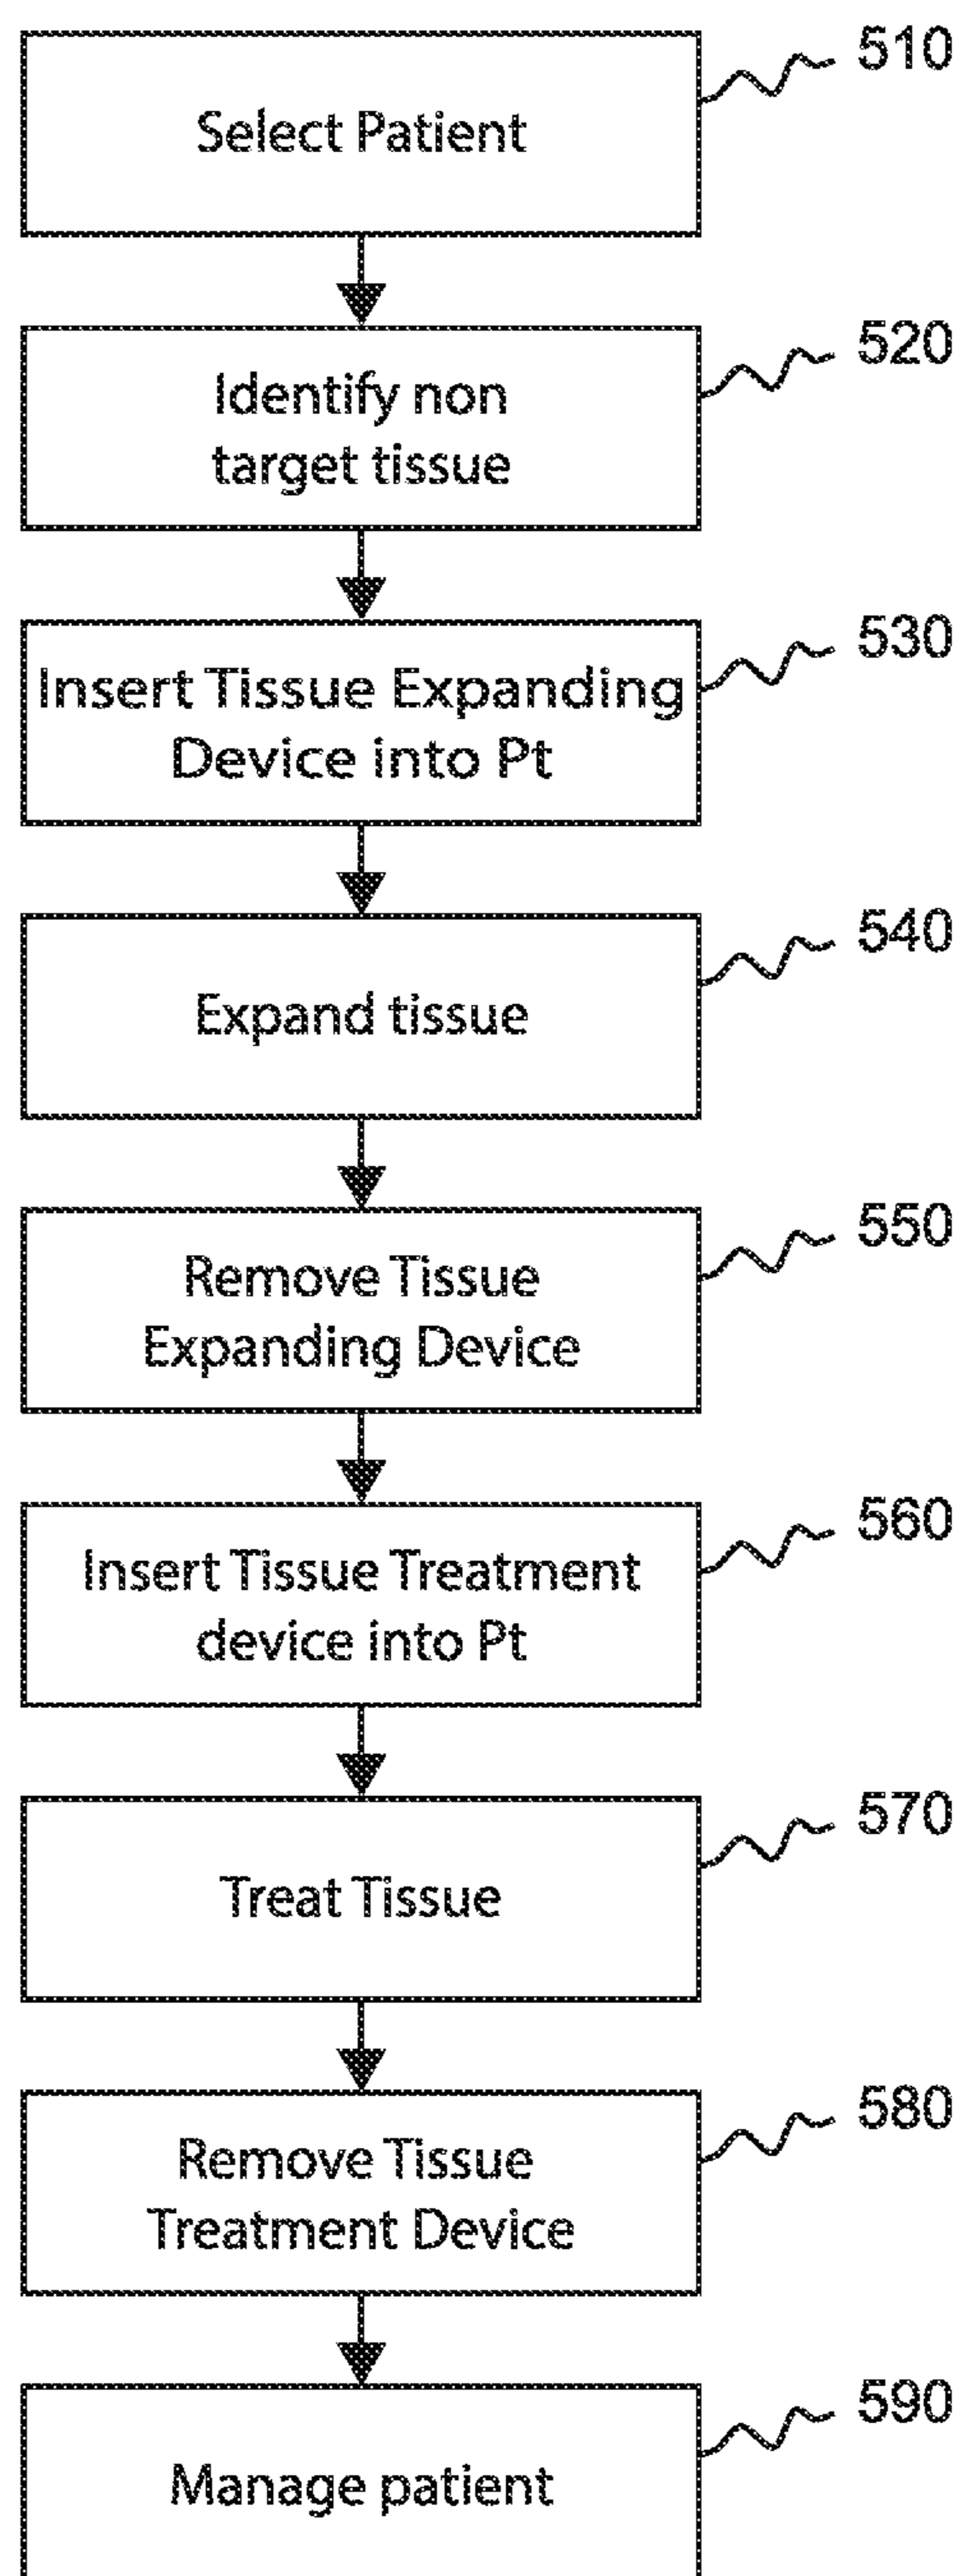 510
Select Patient
520
Identify non
target tissue
530
Insert Tissue Expanding
Device into Pt
540
Expand tissue
550
Remove Tissue
Expanding Device
560
Insert Tissue Treatment
device into Pt
570
Treat Tissue
580
Remove Tissue
Treatment Device
590
Manage patient